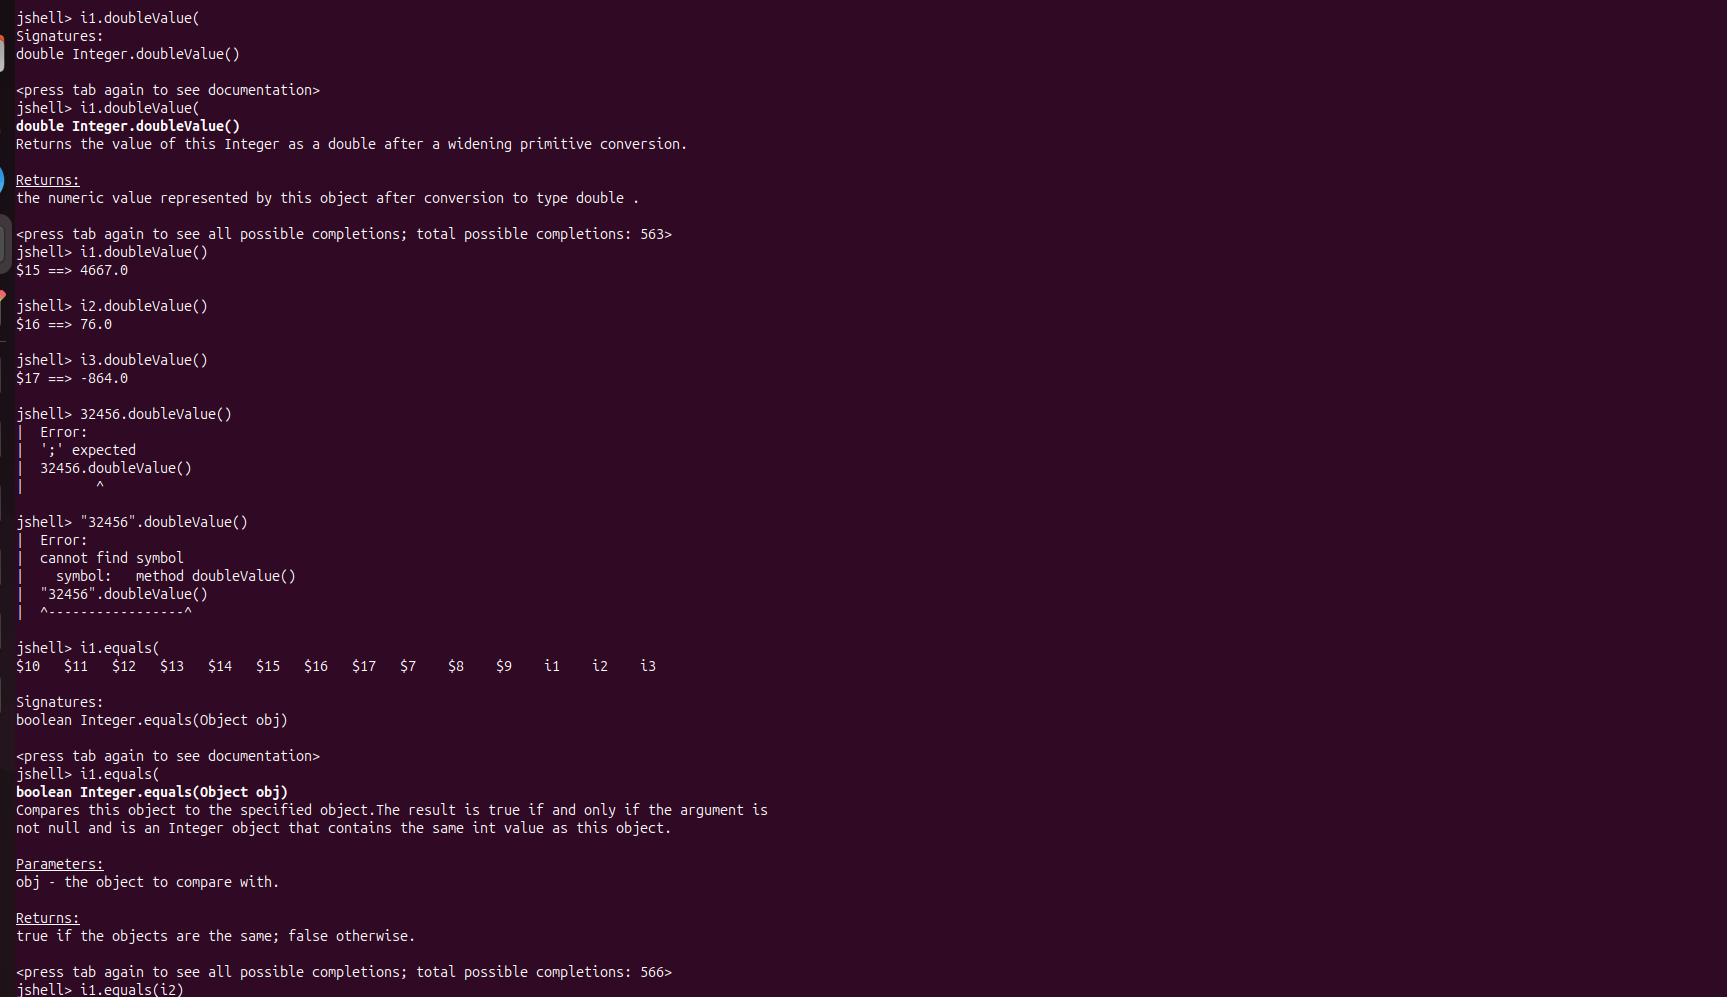 jshell> i1.doubleValue(
Signatures:
double Integer.doubleValue()
<press tab again to see documentation>
jshell> i1.doubleValue(
double Integer.doubleValue()
Returns the value of this Integer as a double after a widening primitive conversion.
Returns:
the numeric value represented by this object after conversion to type double .
<press tab again to see all possible completions; total possible completions: 563>
jshell> i1.doubleValue()
$15 ==> 4667.0
jshell> i2.doubleValue()
$16 ==> 76.0
jshell> i3.doubleValue()
$17 ==> -864.0
jshell> 32456.doubleValue()
|  Error:
|  ';' expected
|  32456.doubleValue()
|         ^
jshell> "32456".doubleValue()
|  Error:
|  cannot find symbol
|    symbol:   method doubleValue()
|  "32456".doubleValue()
|  ^-----------------^
jshell> i1.equals(
$10   $11   $12   $13   $14   $15   $16   $17   $7    $8    $9    i1    i2    i3
Signatures:
boolean Integer.equals(Object obj)
<press tab again to see documentation>
jshell> i1.equals(
boolean Integer.equals(Object obj)
Compares this object to the specified object.The result is true if and only if the argument is
not null and is an Integer object that contains the same int value as this object.
Parameters:
obj - the object to compare with.
Returns:
true if the objects are the same; false otherwise.
<press tab again to see all possible completions; total possible completions: 566>
jshell> i1.equals(i2)